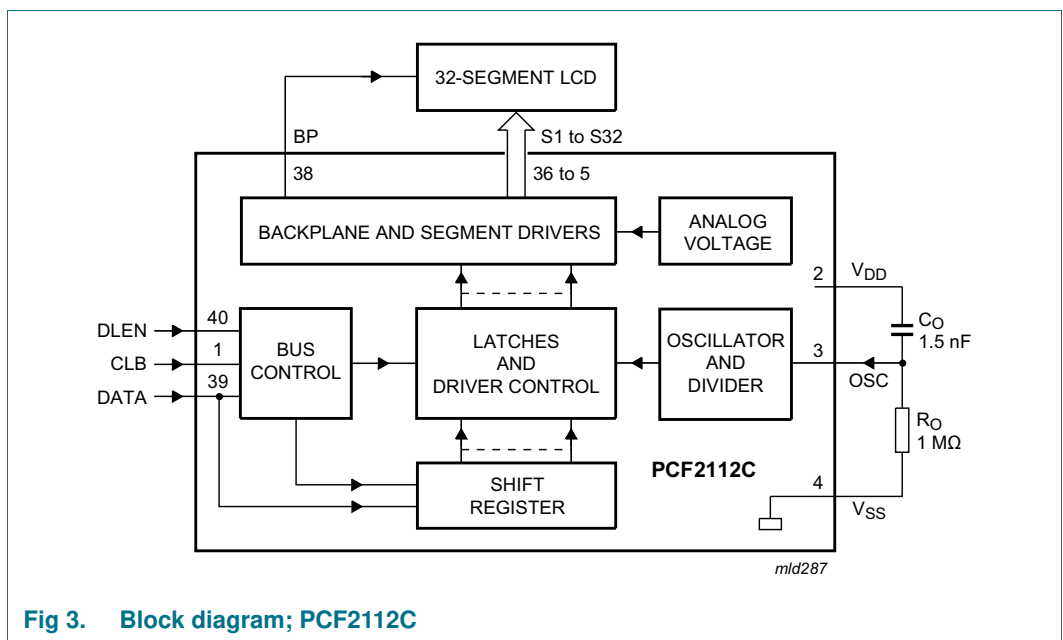 32-SEGMENT LCD
BP
S1 to S32
38
36 to 5
BACKPLANE AND SEGMENT DRIVERS
ANALOG
VOLTAGE
2
VDD
DLEN
40
CLB
1
DATA
39
BUS
CONTROL
LATCHES
AND
DRIVER CONTROL
OSCILLATOR
AND
DIVIDER
3
OSC
CO
1.5 nF
RO
1 MΩ
SHIFT
REGISTER
PCF2112C
4
VSS
mld287
Fig 3. Block diagram; PCF2112C